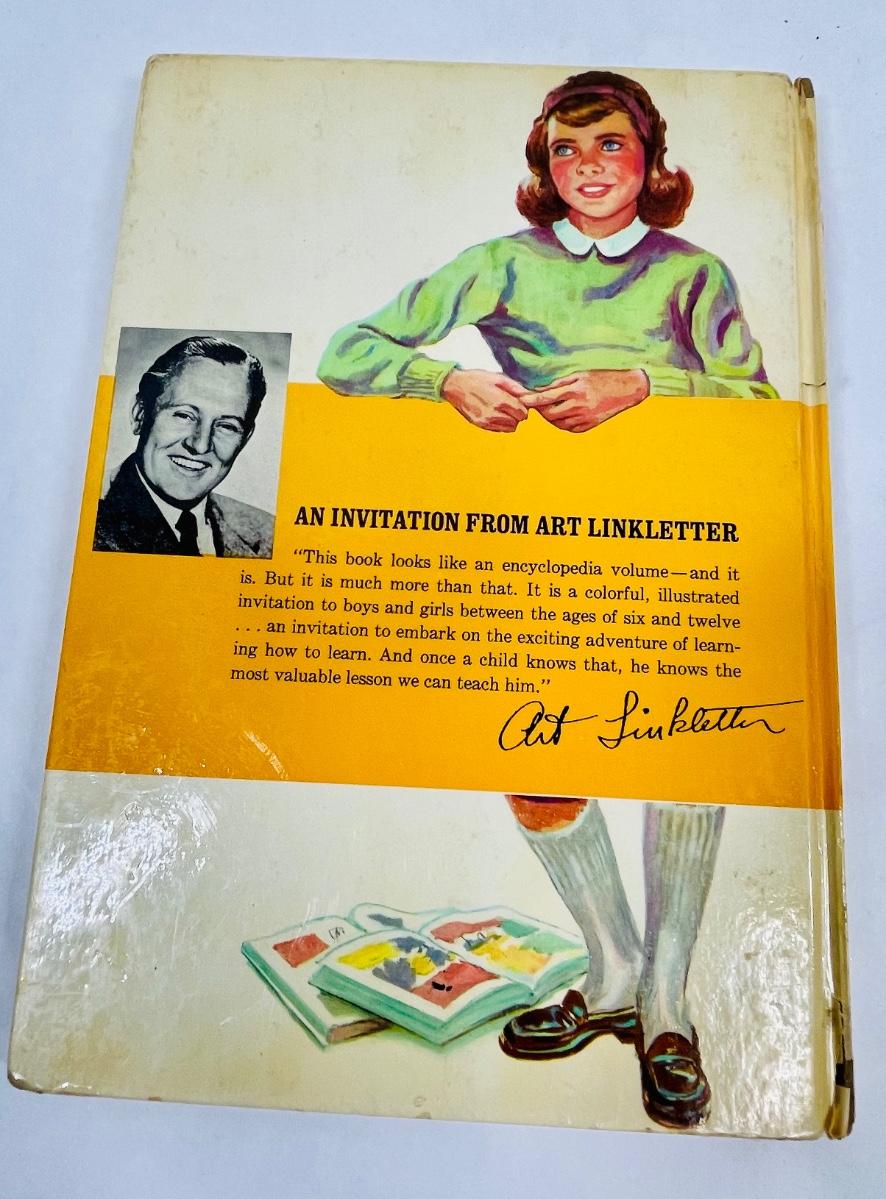 AN INVITATION FROM ART LINKLETTER
“This book looks like an encyclopedia volume—and it
is. But it is much more than that. It is a colorful, illustrated
invitation to boys and girls between the ages of six and twelve
. . . an invitation to embark on the exciting adventure of learn-
ing how to learn. And once a child knows that, he knows the
most valuable lesson we can teach him.”
Art Linkletter